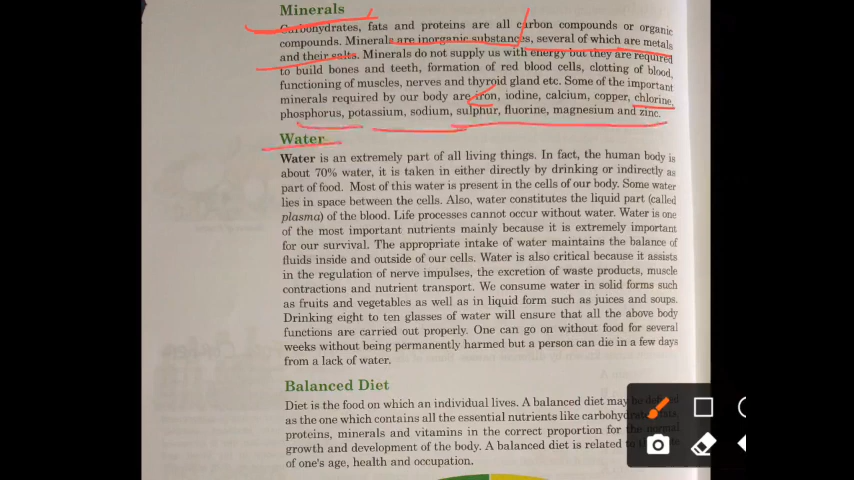 Minerals
Carbohydrates, fats and proteins are all carbon compounds or organic
compounds. Minerals are inorganic substances, several of which are metals
and their salts. Minerals do not supply us with energy but they are required
to build bones and teeth, formation of red blood cells, clotting of blood,
functioning of muscles, nerves and thyroid gland etc. Some of the important
minerals required by our body are iron, iodine, calcium, copper, chlorine,
phosphorus, potassium, sodium, sulphur, fluorine, magnesium and zinc.
Water
Water is an extremely part of all living things. In fact, the human body is
about 70% water, it is taken in either directly by drinking or indirectly as
part of food. Most of this water is present in the cells of our body. Some water
lies in space between the cells. Also, water constitutes the liquid part (called
plasma) of the blood. Life processes cannot occur without water. Water is one
of the most important nutrients mainly because it is extremely important
for our survival. The appropriate intake of water maintains the balance of
fluids inside and outside of our cells. Water is also critical because it assists
in the regulation of nerve impulses, the excretion of waste products, muscle
contractions and nutrient transport. We consume water in solid forms such
as fruits and vegetables as well as in liquid form such as juices and soups.
Drinking eight to ten glasses of water will ensure that all the above body
functions are carried out properly. One can go on without food for several
weeks without being permanently harmed but a person can die in a few days
from a lack of water.
Balanced Diet
Diet is the food on which an individual lives. A balanced diet may be
as the one which contains all the essential nutrients like
proteins, minerals and vitamins in the correct proportion for the normal
growth and development of the body. A balanced diet is related
of one's age, health and occupation.